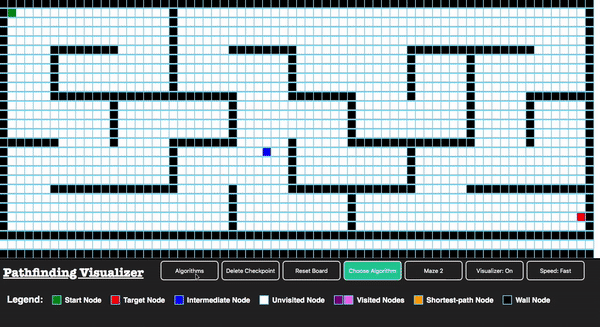 Pathfinding Visualizer
Algorithms
Delete Checkpoint
Reset Board
Choose Algorithm
Maze 2
Visualizer: On
Speed: Fast
Legend: Start Node Target Node Intermediate Node Unvisited Node Visited Nodes Shortest-path Node Wall Node